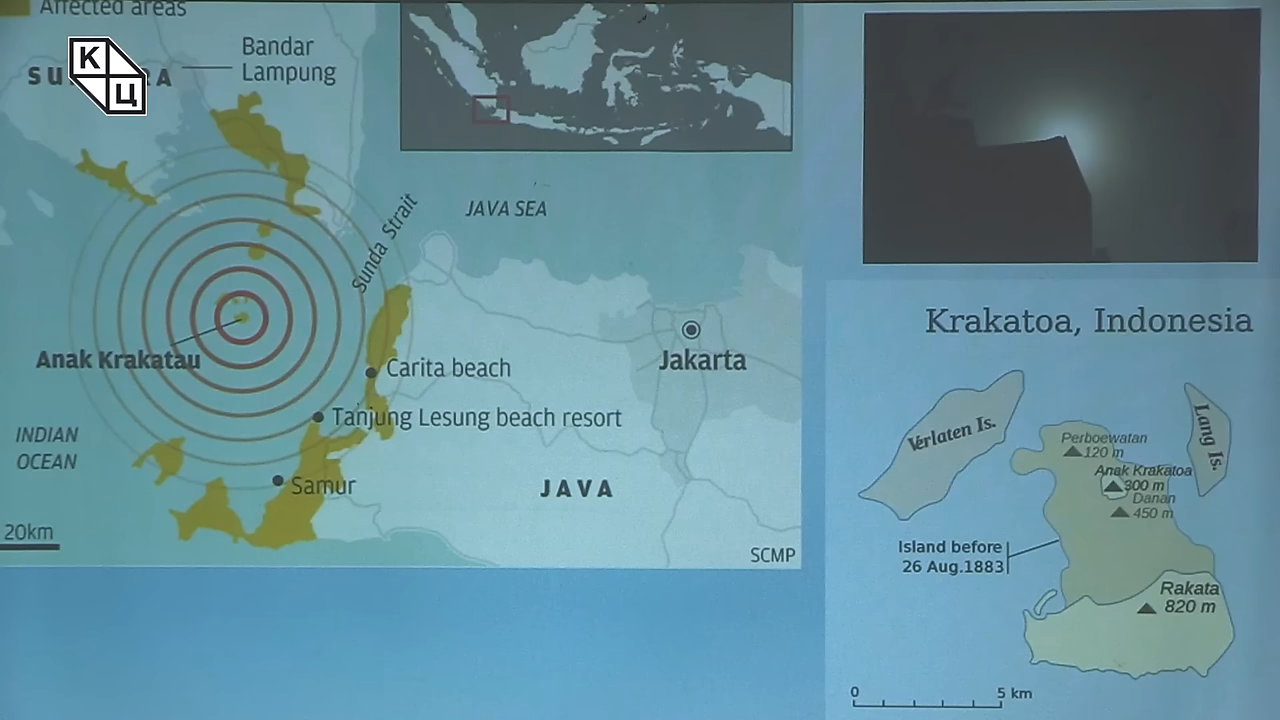 Affected areas
К
Ц
Bandar
Lampung
JAVA SEA
Sunda Strait
Anak Krakatau
Jakarta
Carita beach
Tanjung Lesung beach resort
INDIAN
OCEAN
Samur
JAVA
20km
SCMP
Krakatoa, Indonesia
Verlaten Is.
Lang Is.
Perboewatan
120 m
Anak Krakatoa
300 m
Danan
450 m
Island before
26 Aug.1883
Rakata
820 m
0
5 km